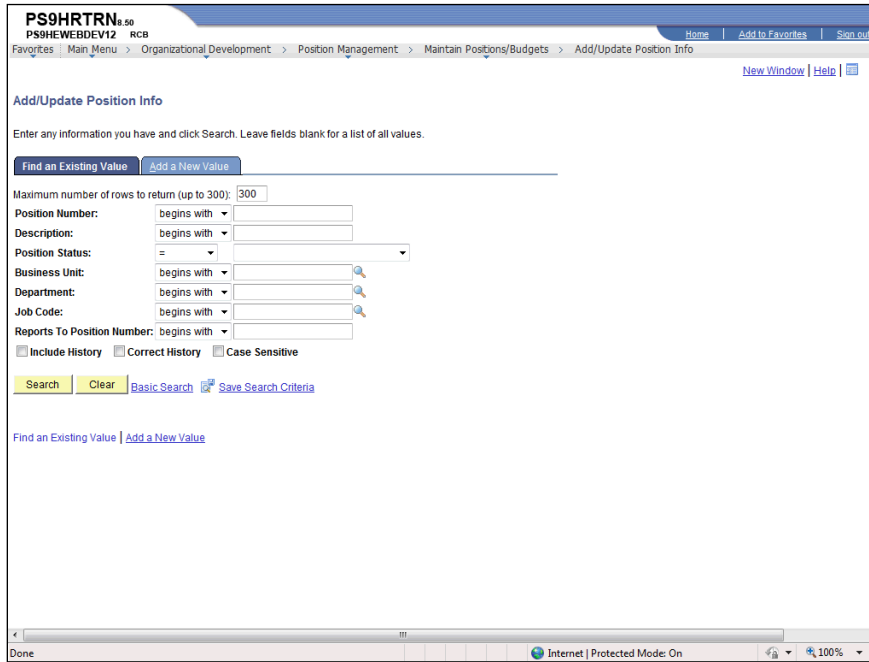 PS9HRTRN8.50
PS9HEWEBDEV12 RCB
Home | Add to Favorites | Sign out
Favorites Main Menu > Organizational Development > Position Management > Maintain Positions/Budgets > Add/Update Position Info
New Window | Help |
Add/Update Position Info
Enter any information you have and click Search. Leave fields blank for a list of all values.
Find an Existing Value Add a New Value
Maximum number of rows to return (up to 300): 300
Position Number: begins with
Description: begins with
Position Status: =
Business Unit: begins with
Department: begins with
Job Code: begins with
Reports To Position Number: begins with
Include History Correct History Case Sensitive
Search Clear Basic Search Save Search Criteria
Find an Existing Value | Add a New Value
Done Internet | Protected Mode: On 100%